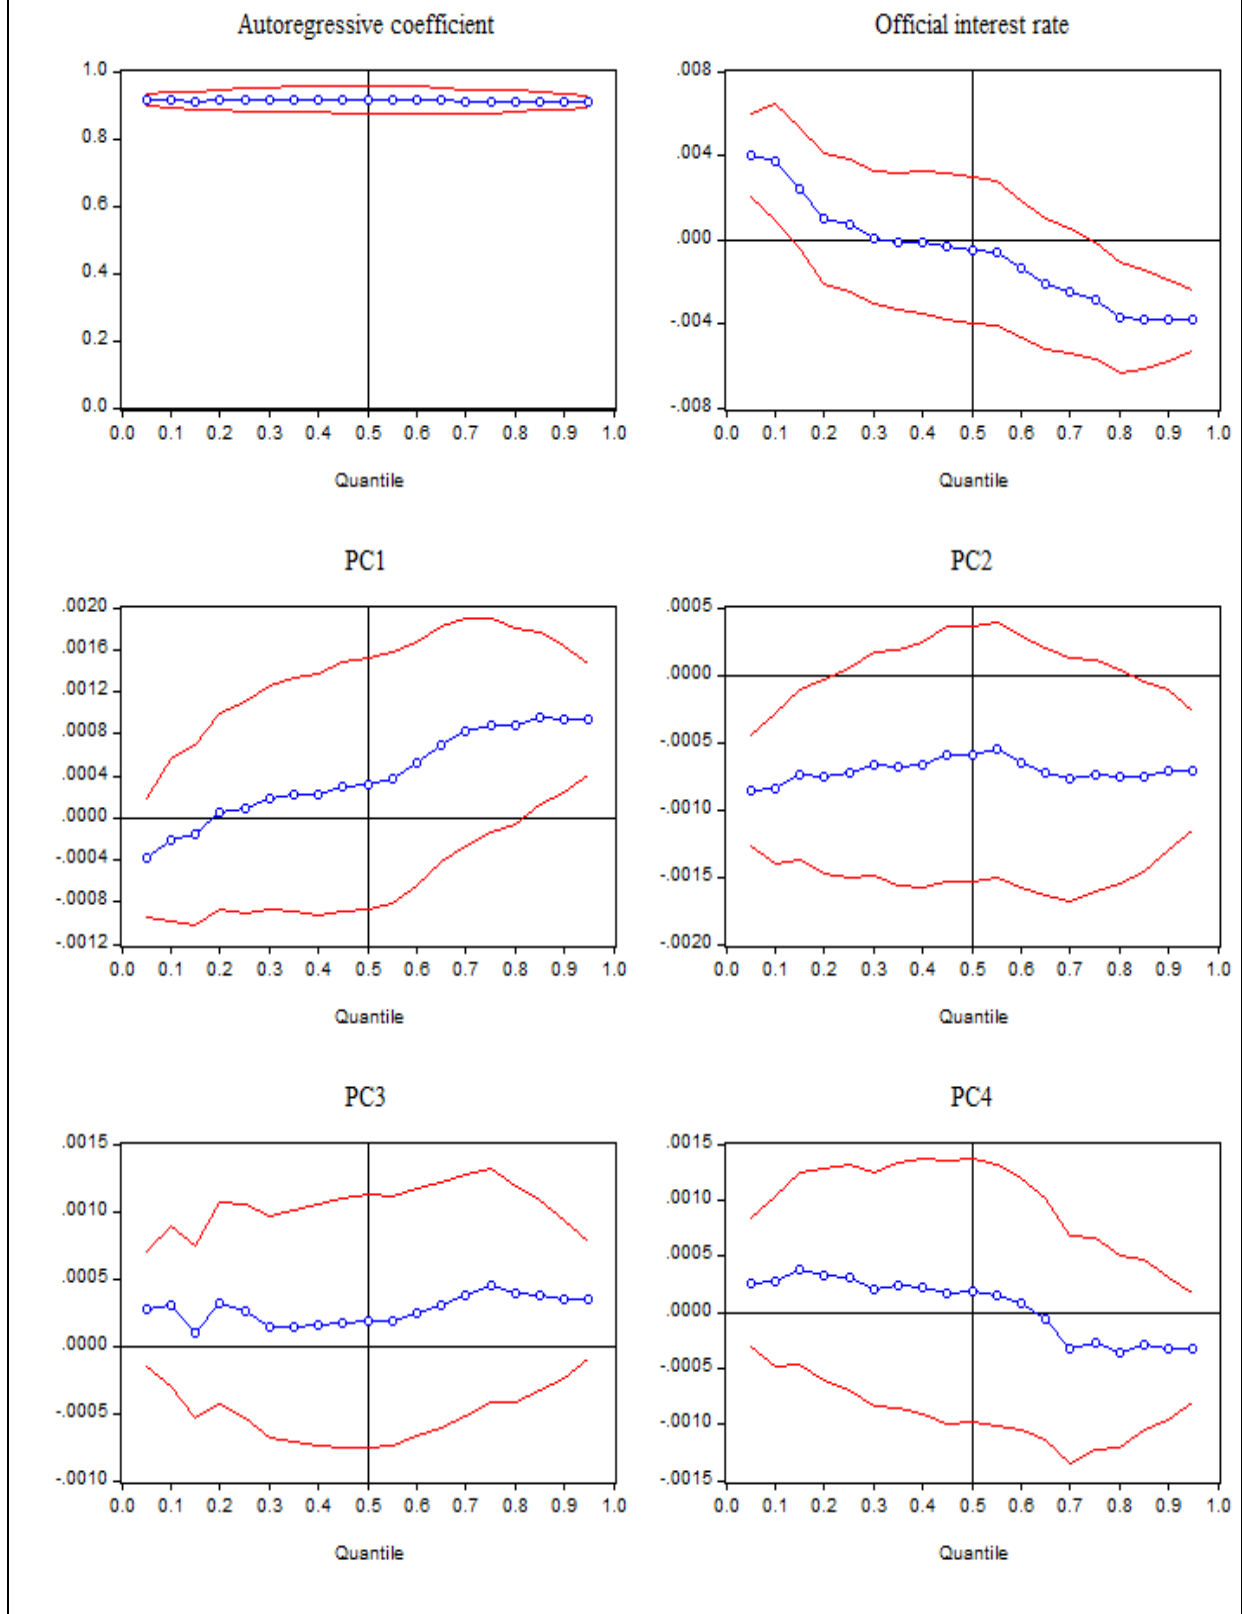 Autoregressive coefficient
1.0
0.8
0.6
0.4
0.2
0.0
0.0 0.1 0.2 0.3 0.4 0.5 0.6 0.7 0.8 0.9 1.0
Quantile
Official interest rate
.008
.004
.000
-.004
-.008
0.0 0.1 0.2 0.3 0.4 0.5 0.6 0.7 0.8 0.9 1.0
Quantile
PC1
.0020
.0016
.0012
.0008
.0004
.0000
-.0004
-.0008
-.0012
0.0 0.1 0.2 0.3 0.4 0.5 0.6 0.7 0.8 0.9 1.0
Quantile
PC2
.0005
.0000
-.0005
-.0010
-.0015
-.0020
0.0 0.1 0.2 0.3 0.4 0.5 0.6 0.7 0.8 0.9 1.0
Quantile
PC3
.0015
.0010
.0005
.0000
-.0005
-.0010
0.0 0.1 0.2 0.3 0.4 0.5 0.6 0.7 0.8 0.9 1.0
Quantile
PC4
.0015
.0010
.0005
.0000
-.0005
-.0010
-.0015
0.0 0.1 0.2 0.3 0.4 0.5 0.6 0.7 0.8 0.9 1.0
Quantile